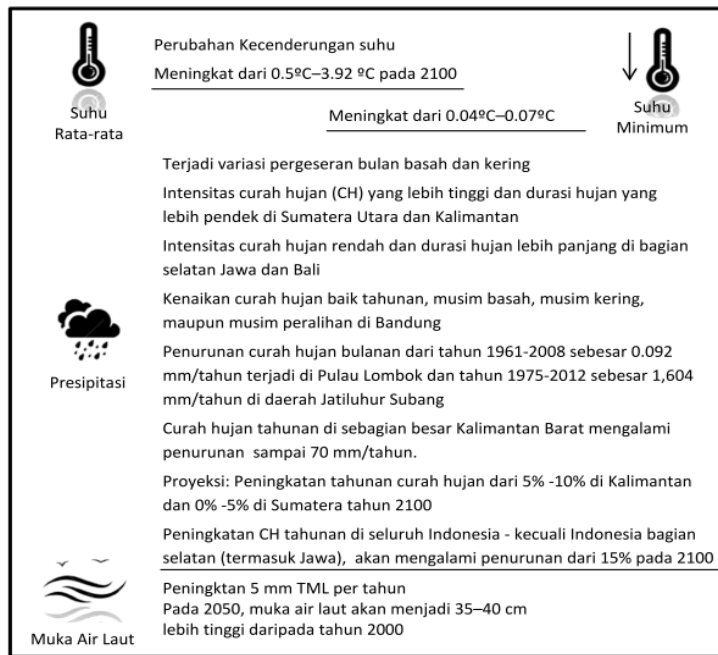 Perubahan Kecenderungan suhu
Meningkat dari 0.5ºC–3.92 ºC pada 2100
Suhu
Rata-rata
Meningkat dari 0.04ºC–0.07ºC
Suhu
Minimum
Terjadi variasi pergeseran bulan basah dan kering
Intensitas curah hujan (CH) yang lebih tinggi dan durasi hujan yang
lebih pendek di Sumatera Utara dan Kalimantan
Intensitas curah hujan rendah dan durasi hujan lebih panjang di bagian
selatan Jawa dan Bali
Kenaikan curah hujan baik tahunan, musim basah, musim kering,
maupun musim peralihan di Bandung
Presipitasi
Penurunan curah hujan bulanan dari tahun 1961-2008 sebesar 0.092
mm/tahun terjadi di Pulau Lombok dan tahun 1975-2012 sebesar 1,604
mm/tahun di daerah Jatiluhur Subang
Curah hujan tahunan di sebagian besar Kalimantan Barat mengalami
penurunan sampai 70 mm/tahun.
Proyeksi: Peningkatan tahunan curah hujan dari 5% -10% di Kalimantan
dan 0% -5% di Sumatera tahun 2100
Peningkatan CH tahunan di seluruh Indonesia - kecuali Indonesia bagian
selatan (termasuk Jawa), akan mengalami penurunan dari 15% pada 2100
Peningktan 5 mm TML per tahun
Pada 2050, muka air laut akan menjadi 35–40 cm
lebih tinggi daripada tahun 2000
Muka Air Laut